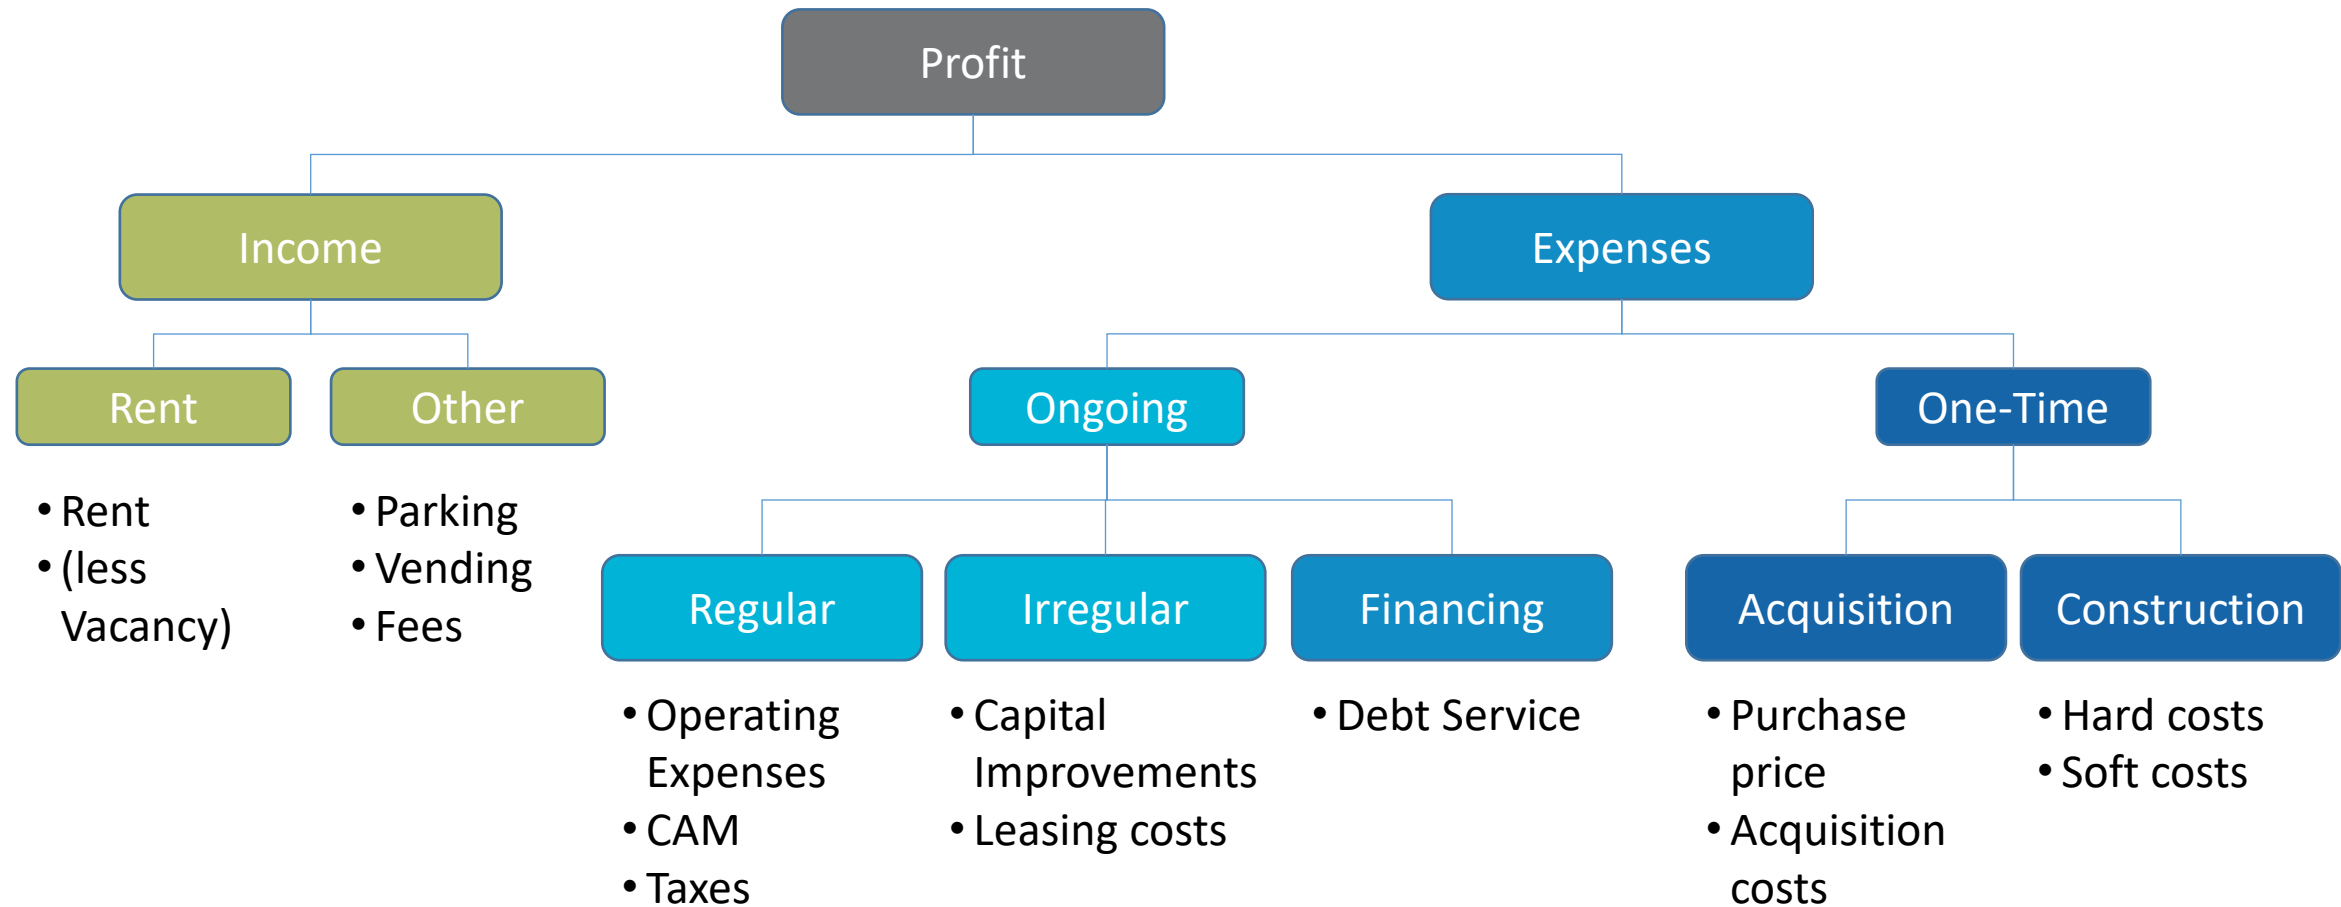 Profit
Income
Expenses
Rent
Other
Ongoing
One-Time
• Rent
• (less
Vacancy)
• Parking
• Vending
• Fees
Regular
Irregular
Financing
Acquisition
Construction
• Operating
Expenses
• CAM
• Taxes
• Capital
Improvements
• Leasing costs
• Debt Service
• Purchase
price
• Acquisition
costs
• Hard costs
• Soft costs